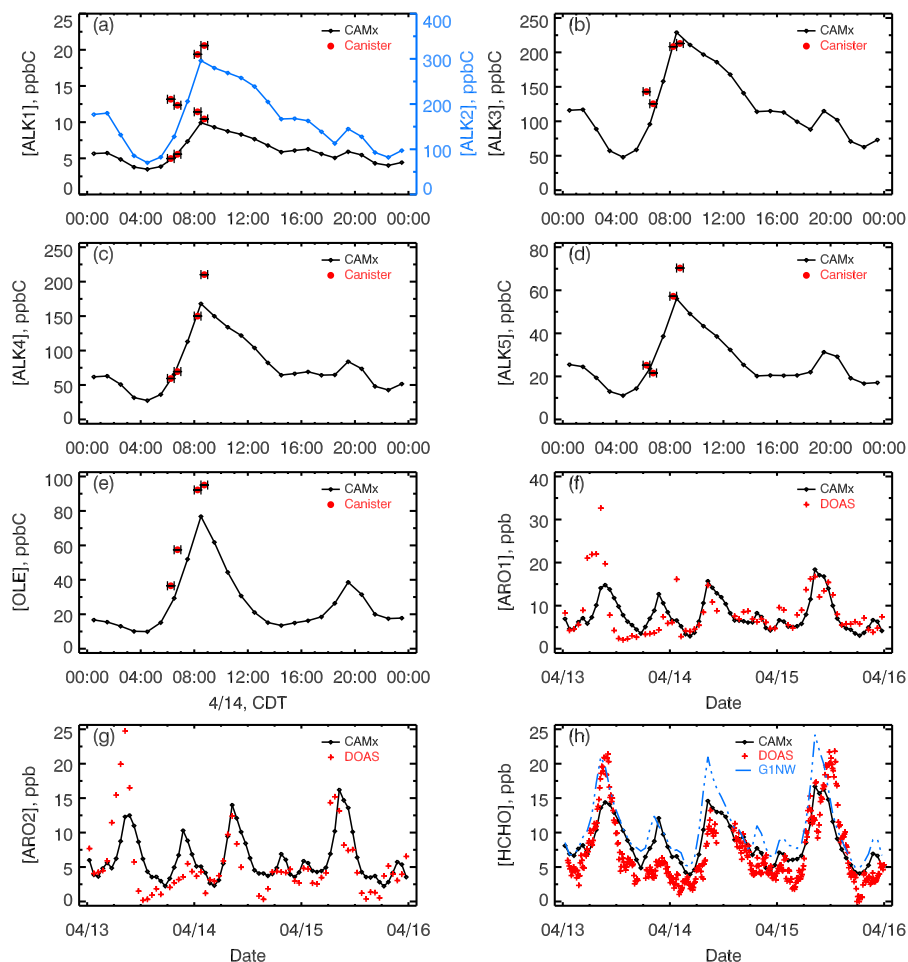 (a)
CAMx
Canister
[ALK1], ppbC
[ALK2], ppbC
25
20
15
10
5
0
400
300
200
100
0
00:00 04:00 08:00 12:00 16:00 20:00 00:00
(b)
CAMx
Canister
[ALK3], ppbC
250
200
150
100
50
0
00:00 04:00 08:00 12:00 16:00 20:00 00:00
(c)
CAMx
Canister
[ALK4], ppbC
250
200
150
100
50
0
00:00 04:00 08:00 12:00 16:00 20:00 00:00
(d)
CAMx
Canister
[ALK5], ppbC
80
60
40
20
0
00:00 04:00 08:00 12:00 16:00 20:00 00:00
(e)
CAMx
Canister
[OLE], ppbC
100
80
60
40
20
0
00:00 04:00 08:00 12:00 16:00 20:00 00:00
4/14, CDT
(f)
CAMx
DOAS
[ARO1], ppb
40
30
20
10
0
04/13 04/14 04/15 04/16
Date
(g)
CAMx
DOAS
[ARO2], ppb
25
20
15
10
5
0
04/13 04/14 04/15 04/16
Date
(h)
CAMx
DOAS
G1NW
[HCHO], ppb
25
20
15
10
5
0
04/13 04/14 04/15 04/16
Date